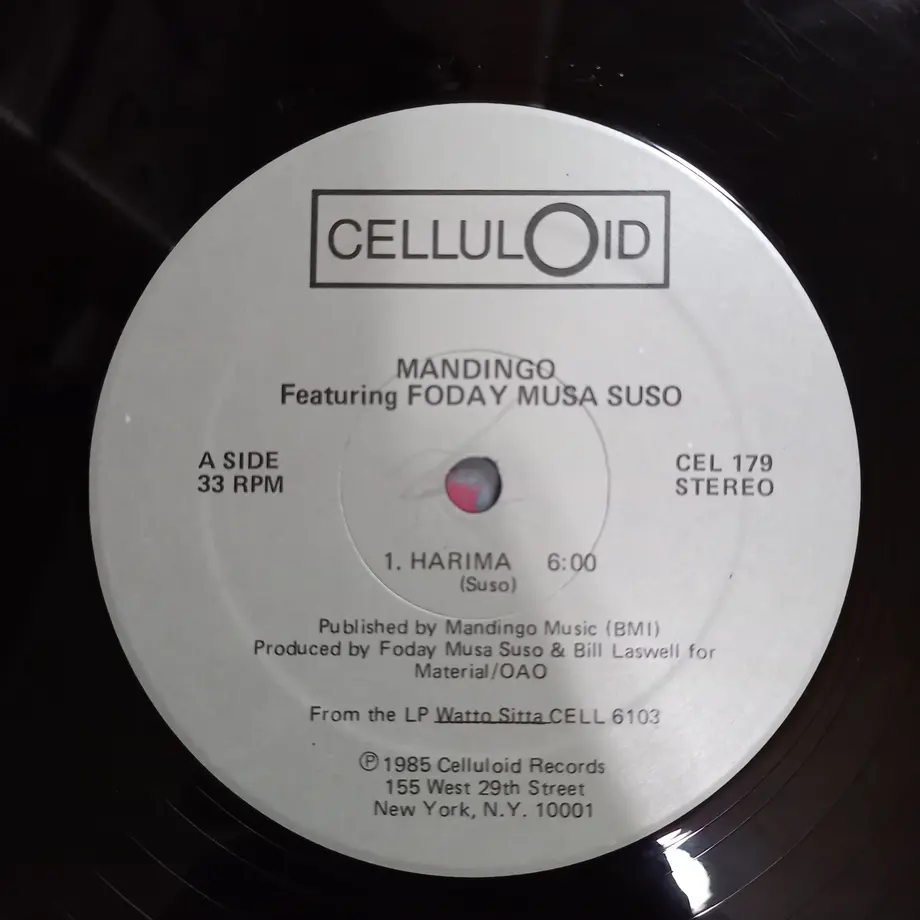 CELLULOID
MANDINGO
Featuring FODAY MUSA SUSO
A SIDE
33 RPM
CEL 179
STEREO
1. HARIMA 6:00
(Suso)
Published by Mandingo Music (BMI)
Produced by Foday Musa Suso & Bill Laswell for
Material/OAO
From the LP Watto Sitta CELL 6103
℗ 1985 Celluloid Records
155 West 29th Street
New York, N.Y. 10001